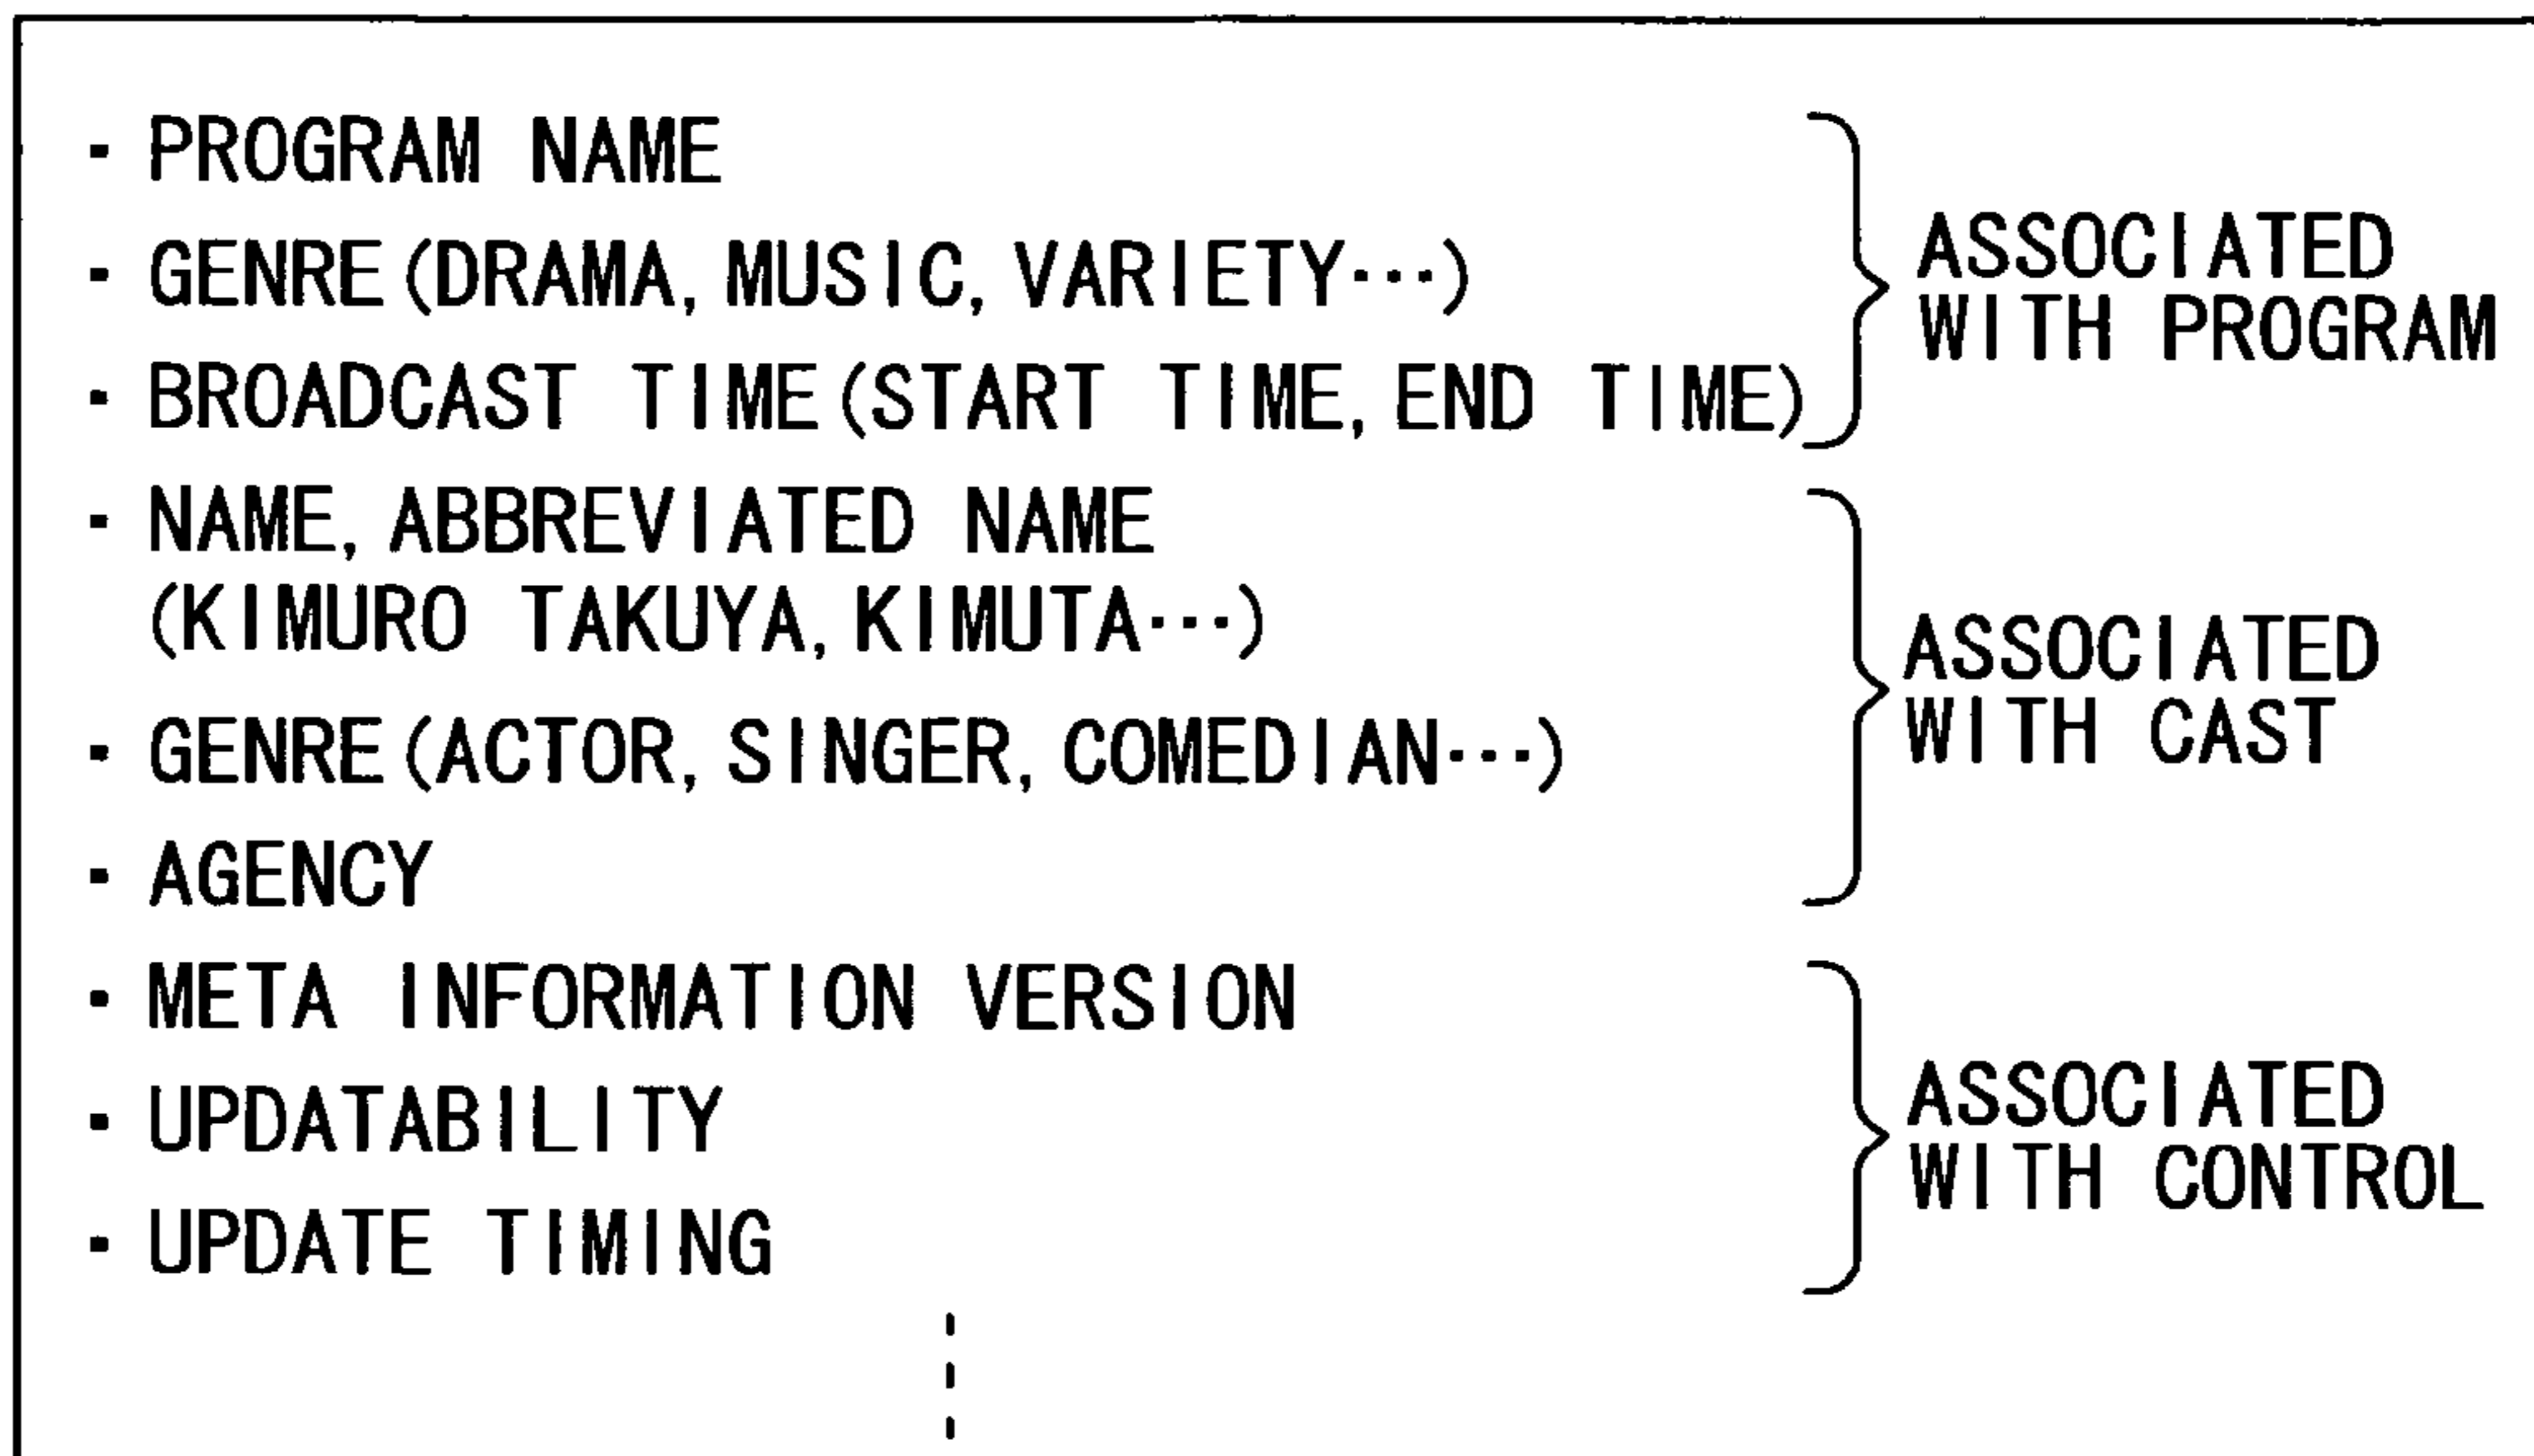 - PROGRAM NAME
- GENRE(DRAMA, MUSIC, VARIETY···)
- BROADCAST TIME(START TIME, END TIME)
ASSOCIATED
WITH PROGRAM
- NAME, ABBREVIATED NAME
(KIMURO TAKUYA, KIMUTA···)
- GENRE(ACTOR, SINGER, COMEDIAN···)
- AGENCY
ASSOCIATED
WITH CAST
- META INFORMATION VERSION
- UPDATABILITY
- UPDATE TIMING
ASSOCIATED
WITH CONTROL